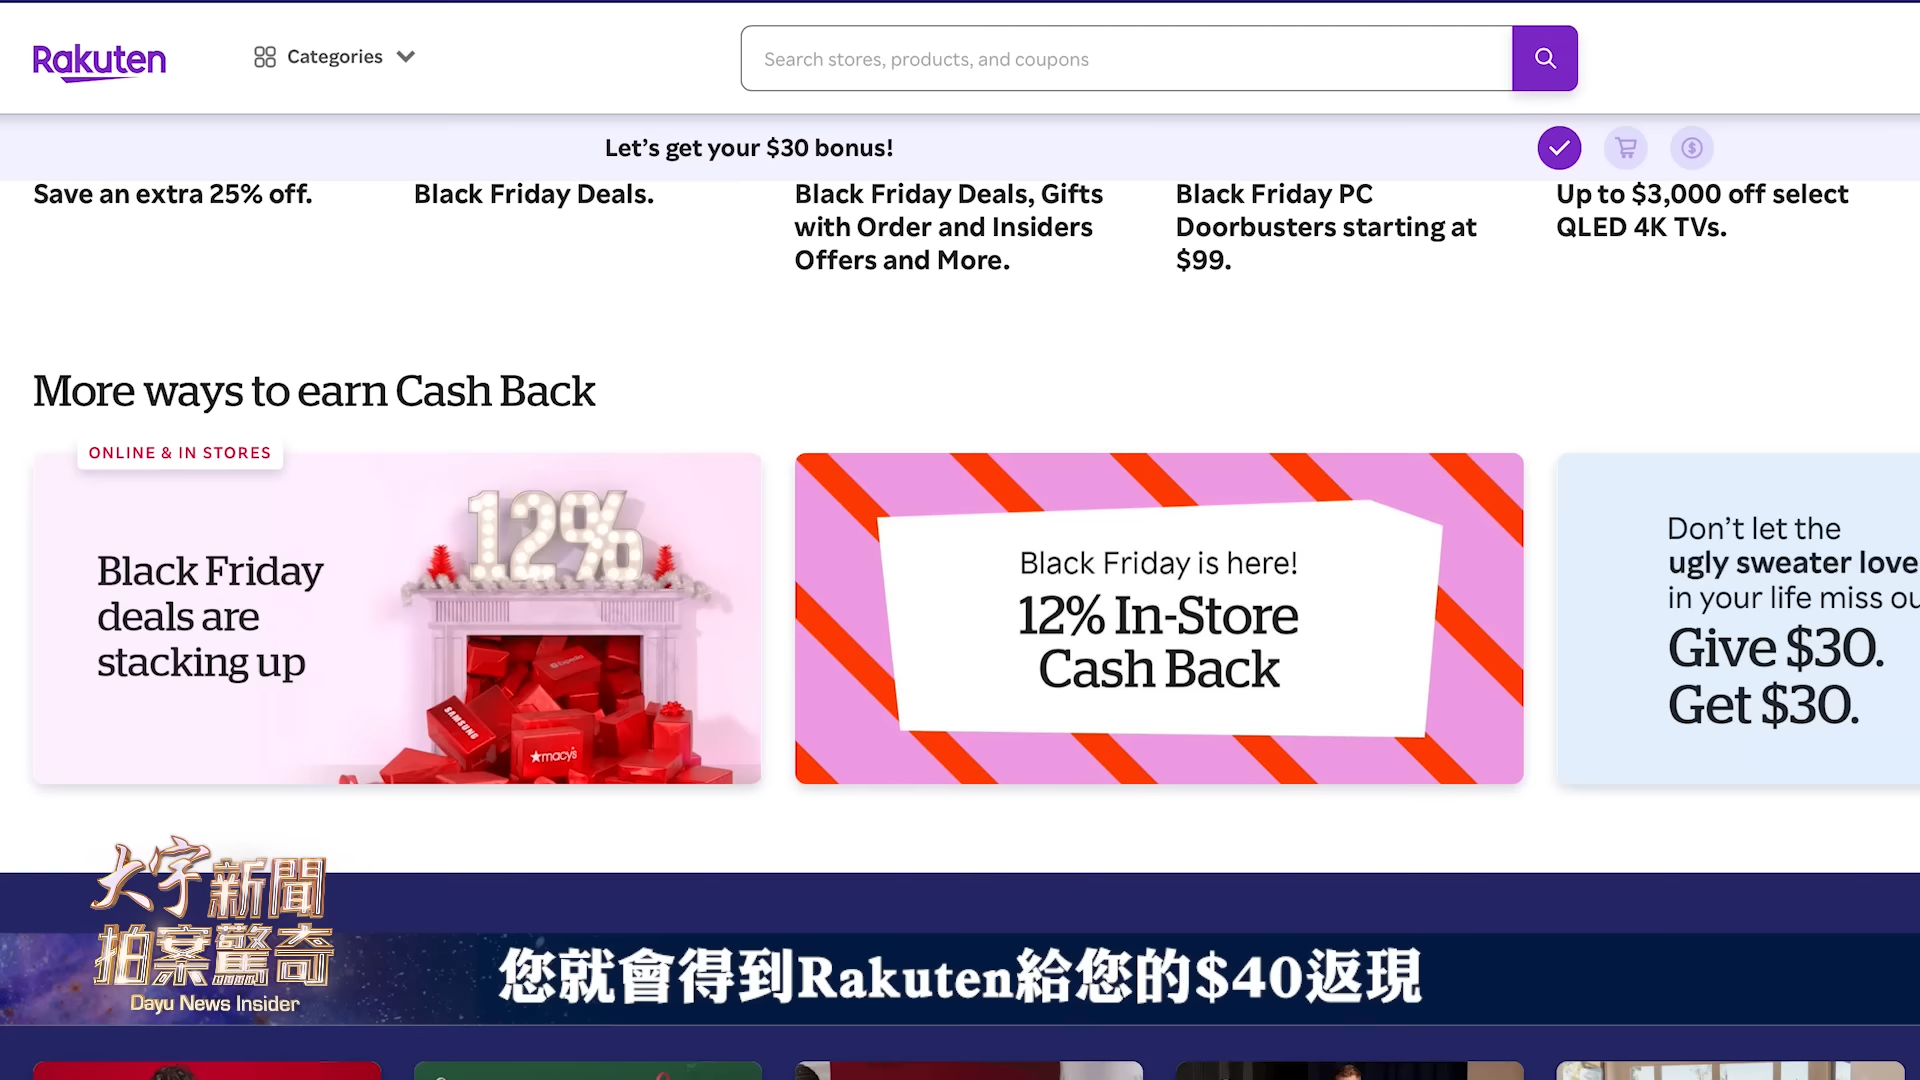 Rakuten
Categories
Search stores, products, and coupons
Let's get your $30 bonus!
Save an extra 25% off.
Black Friday Deals.
Black Friday Deals, Gifts
with Order and Insiders
Offers and More.
Black Friday PC
Doorbusters starting at
$99.
Up to $3,000 off select
QLED 4K TVs.
More ways to earn Cash Back
ONLINE & IN STORES
Black Friday
deals are
stacking up
12%
Expedia
SAMSUNG
macy's
Black Friday is here!
12% In-Store
Cash Back
Don't let the
ugly sweater love
in your life miss ou
Give $30.
Get $30.
大宇新聞
拍案驚奇
Dayu News Insider
您就會得到Rakuten給您的$40返現